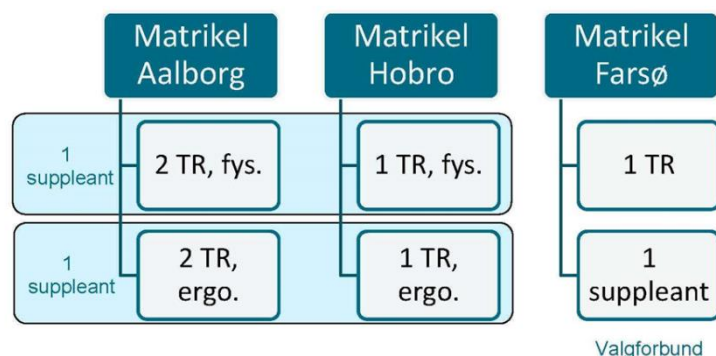 Matrikel
Aalborg
Matrikel
Hobro
Matrikel
Farsø
1
suppleant
2 TR, fys.
1 TR, fys.
1 TR
1
suppleant
2 TR,
ergo.
1 TR,
ergo.
1
suppleant
Valgforbund